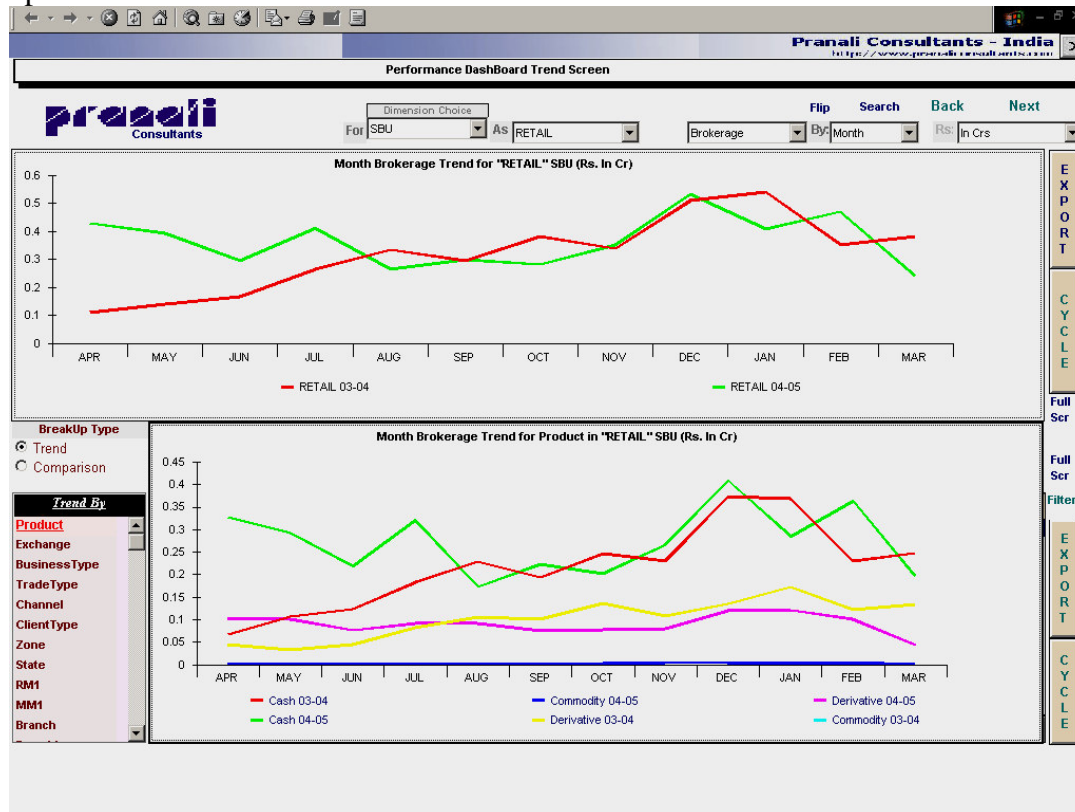 Pranali Consultants - India
Performance DashBoard Trend Screen
pranali
Consultants
Dimension Choice
For SBU As RETAIL
Brokerage
Flip Search Back Next
By: Month Rs: In Crs
Month Brokerage Trend for "RETAIL" SBU (Rs. In Cr)
0.6
0.5
0.4
0.3
0.2
0.1
0
APR MAY JUN JUL AUG SEP OCT NOV DEC JAN FEB MAR
RETAIL 03-04 RETAIL 04-05
EXPORT
CYCLE
Full
Scr
BreakUp Type
Trend
Comparison
Trend By
Product
Exchange
BusinessType
TradeType
Channel
ClientType
Zone
State
RM1
MM1
Branch
Month Brokerage Trend for Product in "RETAIL" SBU (Rs. In Cr)
0.45
0.4
0.35
0.3
0.25
0.2
0.15
0.1
0.05
0
APR MAY JUN JUL AUG SEP OCT NOV DEC JAN FEB MAR
Cash 03-04 Commodity 04-05 Derivative 04-05
Cash 04-05 Derivative 03-04 Commodity 03-04
Full
Scr
Filter
EXPORT
CYCLE